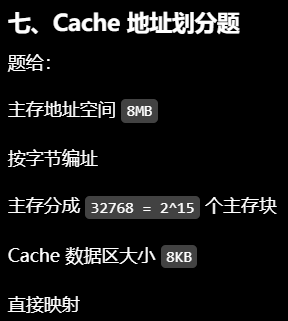 七、Cache 地址划分题
题给：
主存地址空间 8MB
按字节编址
主存分成 32768 = 2^15 个主存块
Cache 数据区大小 8KB
直接映射